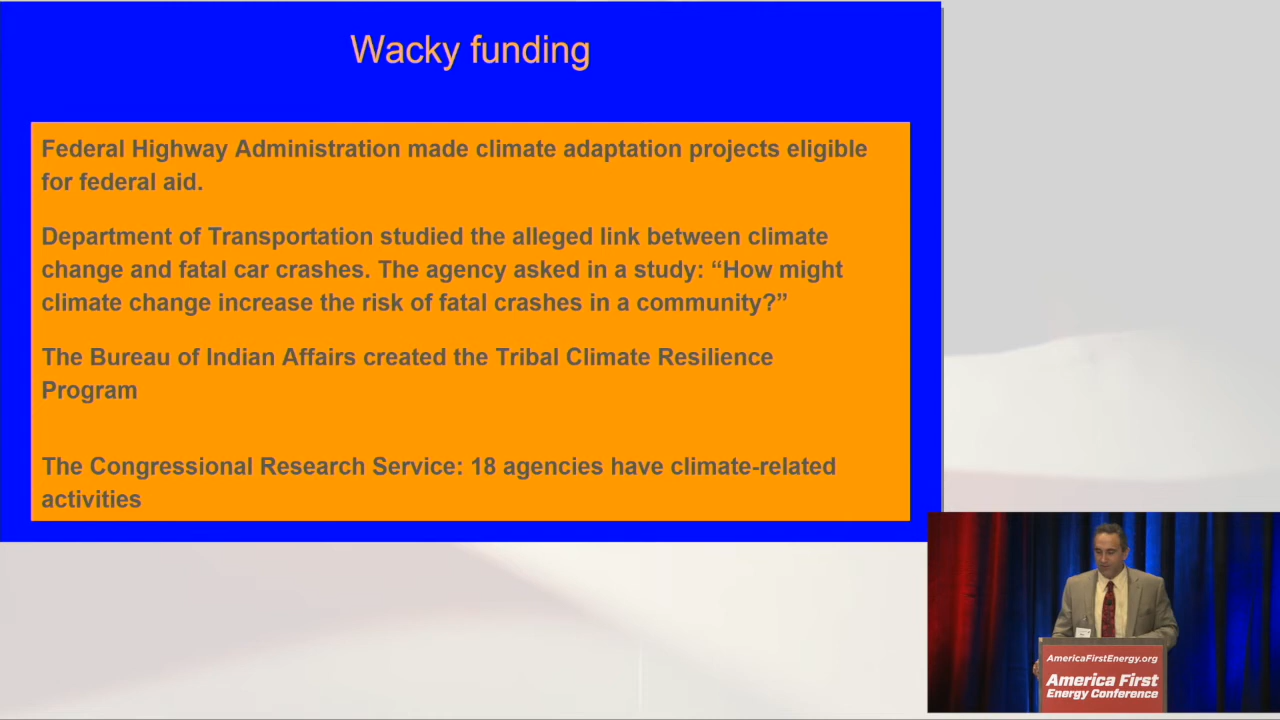 Wacky funding
Federal Highway Administration made climate adaptation projects eligible
for federal aid.
Department of Transportation studied the alleged link between climate
change and fatal car crashes. The agency asked in a study: “How might
climate change increase the risk of fatal crashes in a community?”
The Bureau of Indian Affairs created the Tribal Climate Resilience
Program
The Congressional Research Service: 18 agencies have climate-related
activities
AmericaFirstEnergy.org
America First
Energy Conference